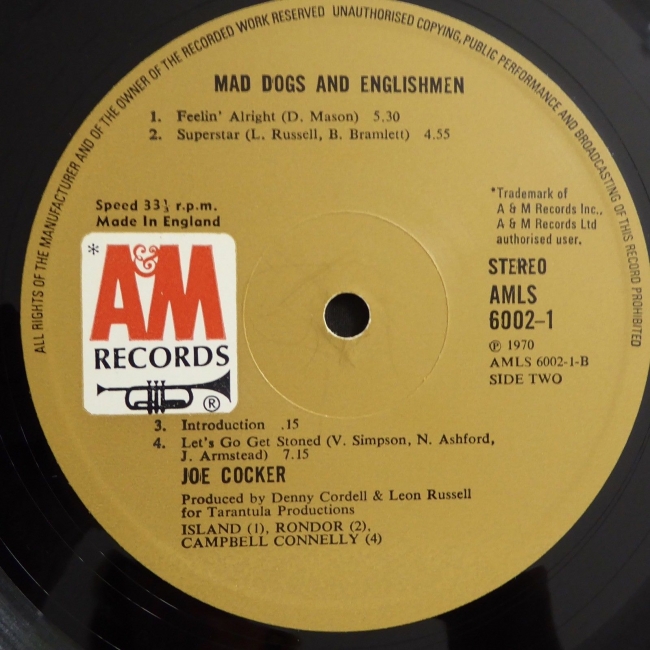 ALL RIGHTS OF THE MANUFACTURER AND OF THE OWNER OF THE RECORDED WORK RESERVED UNAUTHORISED COPYING, PUBLIC PERFORMANCE AND BROADCASTING OF THIS RECORD PROHIBITED
MAD DOGS AND ENGLISHMEN
1. Feelin' Alright (D. Mason) 5.30
2. Superstar (L. Russell, B. Bramlett) 4.55
Speed 33⅓ r.p.m.
Made In England
*Trademark of
A & M Records Inc.,
A & M Records Ltd
authorised user.
* A&M
RECORDS
®
STEREO
AMLS
6002-1
℗ 1970
AMLS 6002-1-B
SIDE TWO
3. Introduction .15
4. Let's Go Get Stoned (V. Simpson, N. Ashford,
J. Armstead) 7.15
JOE COCKER
Produced by Denny Cordell & Leon Russell
for Tarantula Productions
ISLAND (1), RONDOR (2),
CAMPBELL CONNELLY (4)